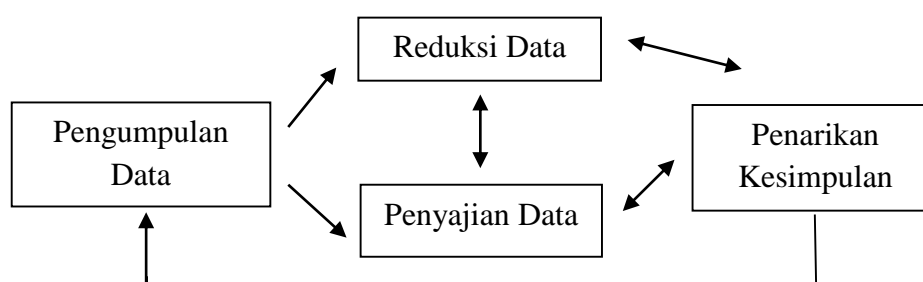 Reduksi Data
Pengumpulan
Data
Penarikan
Kesimpulan
Penyajian Data